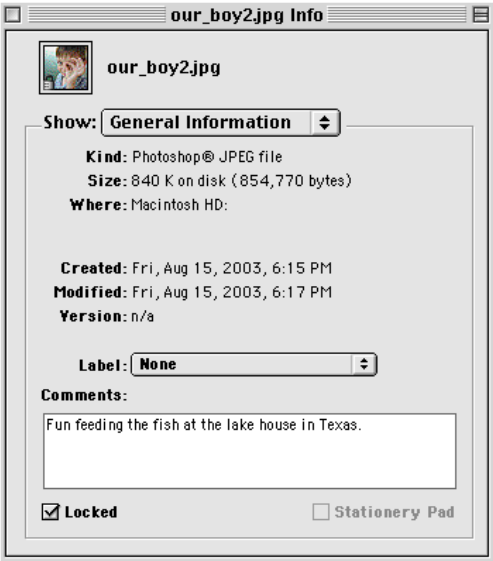 our_boy2.jpg Info
our_boy2.jpg
Show: General Information
Kind: Photoshop® JPEG file
Size: 840 K on disk (854,770 bytes)
Where: Macintosh HD:
Created: Fri, Aug 15, 2003, 6:15 PM
Modified: Fri, Aug 15, 2003, 6:17 PM
Version: n/a
Label: None
Comments:
Fun feeding the fish at the lake house in Texas.
Locked
Stationery Pad